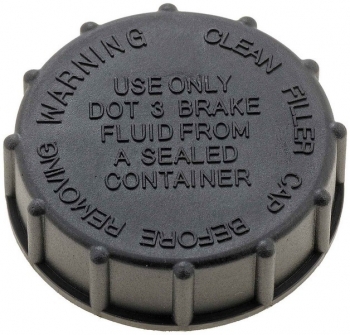 WARNING CLEAN FILLER CAP BEFORE REMOVING
USE ONLY
DOT 3 BRAKE
FLUID FROM
A SEALED
CONTAINER